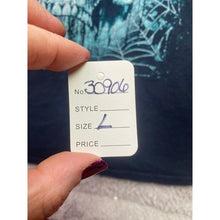 No 30906
STYLE
SIZE L
PRICE